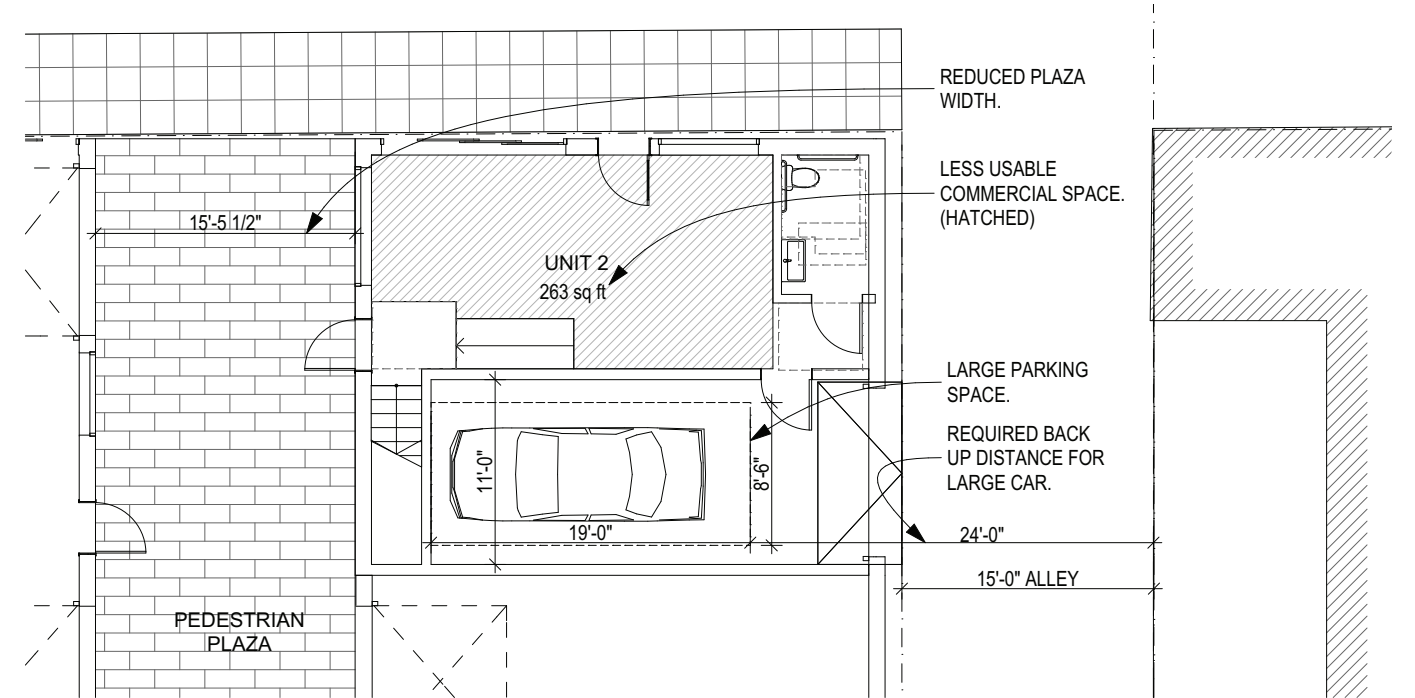 REDUCED PLAZA
WIDTH.
LESS USABLE
COMMERCIAL SPACE.
(HATCHED)
15'-5 1/2"
UNIT 2
263 sq ft
LARGE PARKING
SPACE.
REQUIRED BACK
UP DISTANCE FOR
LARGE CAR.
11'-0"
8'-6"
19'-0"
24'-0"
15'-0" ALLEY
PEDESTRIAN
PLAZA